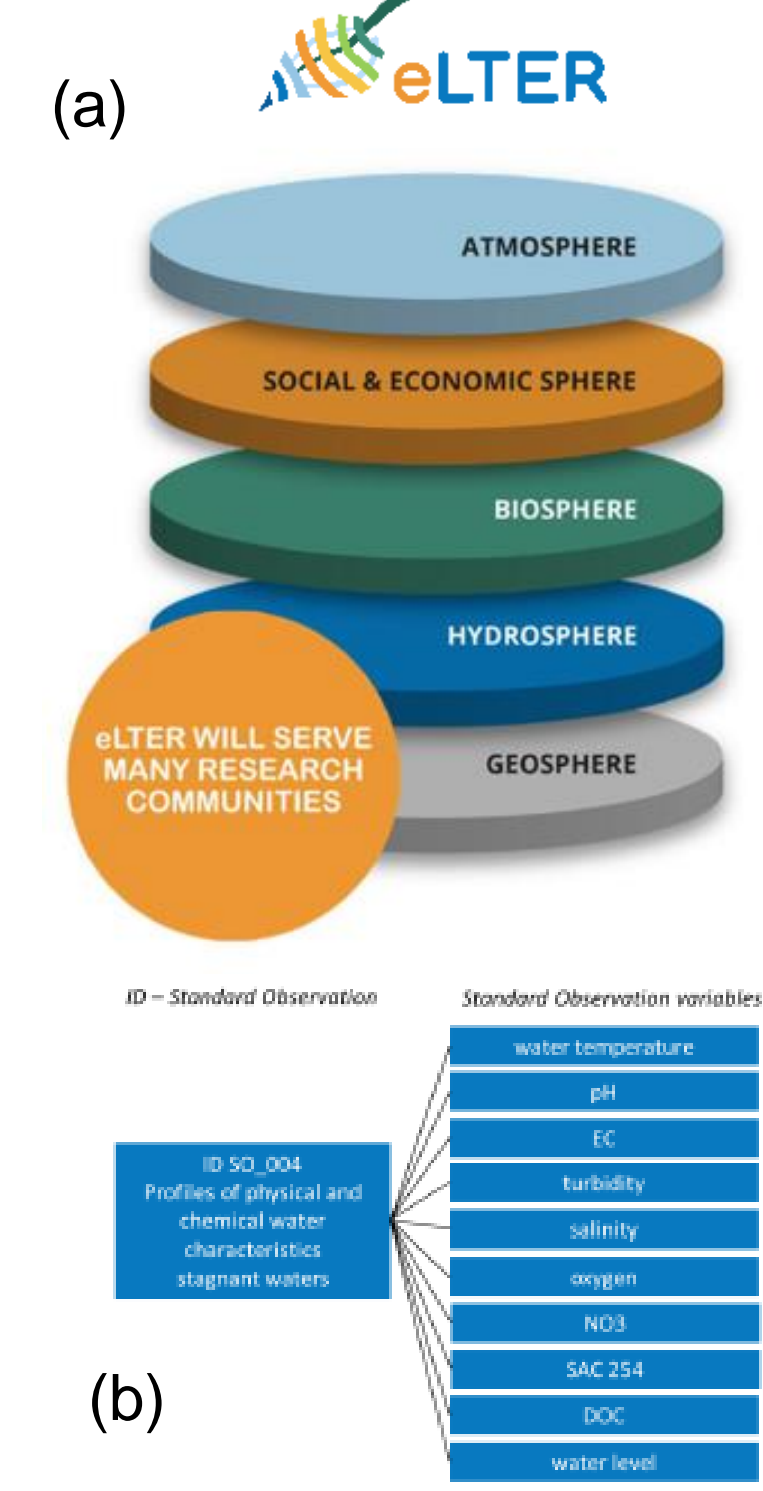 (a)
eLTER
ATMOSPHERE
SOCIAL & ECONOMIC SPHERE
BIOSPHERE
HYDROSPHERE
GEOSPHERE
eLTER WILL SERVE
MANY RESEARCH
COMMUNITIES
ID – Standard Observation
Standard Observation variables
ID SO_004
Profiles of physical and
chemical water
characteristics
stagnant waters
water temperature
pH
EC
turbidity
salinity
oxygen
NO3
SAC 254
DOC
water level
(b)